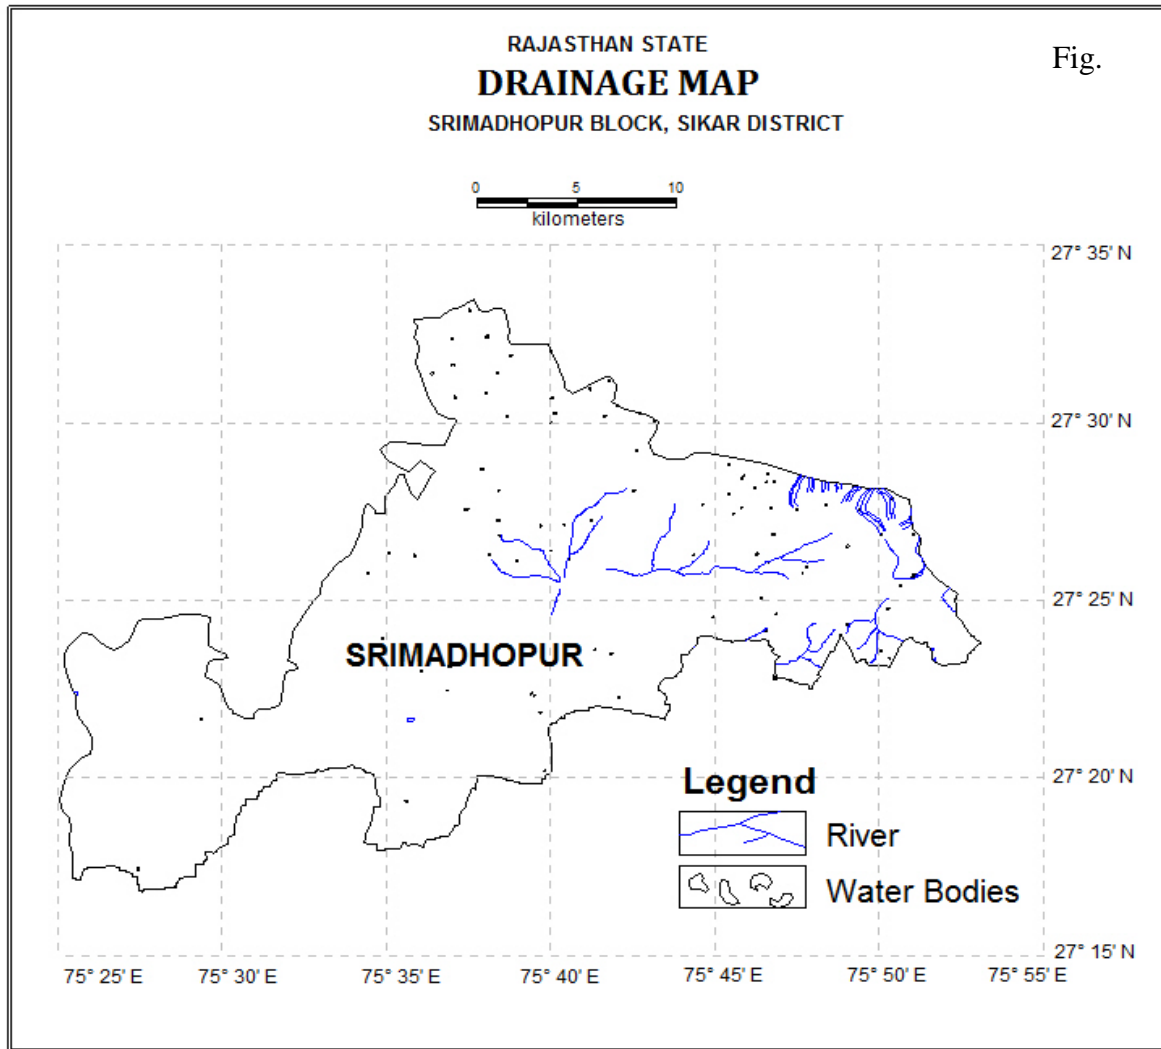 RAJASTHAN STATE
Fig.
DRAINAGE MAP
SRIMADHOPUR BLOCK, SIKAR DISTRICT
0 5 10
kilometers
27° 35' N
27° 30' N
27° 25' N
SRIMADHOPUR
27° 20' N
Legend
River
Water Bodies
27° 15' N
75° 25' E 75° 30' E 75° 35' E 75° 40' E 75° 45' E 75° 50' E 75° 55' E